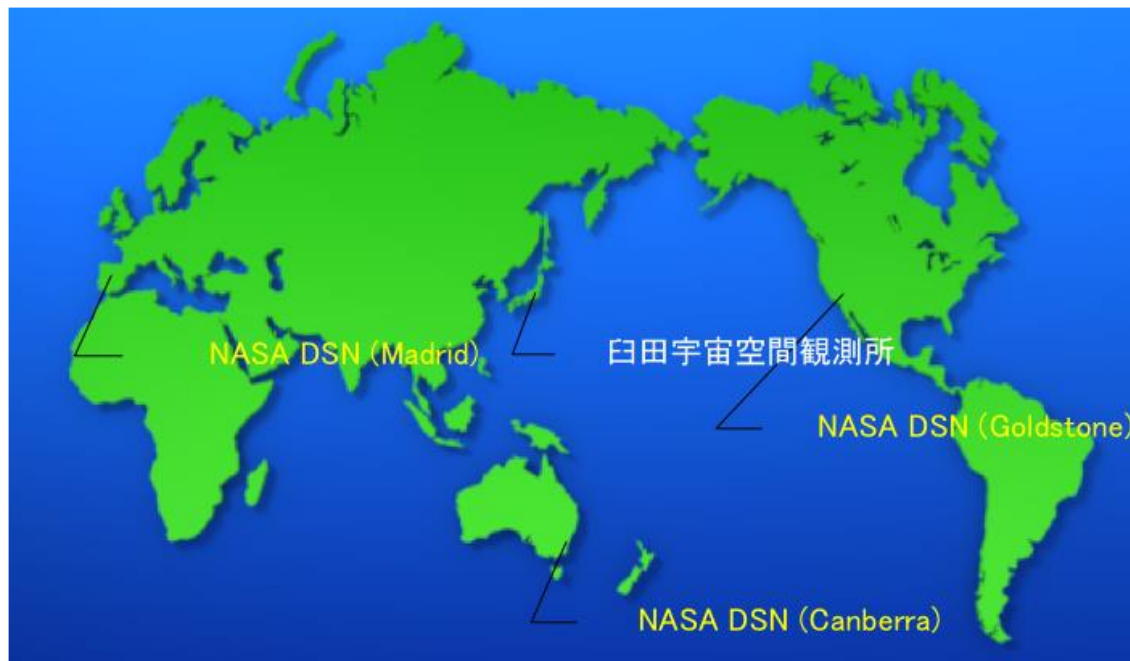 NASA DSN (Madrid)
臼田宇宙空間観測所
NASA DSN (Goldstone)
NASA DSN (Canberra)